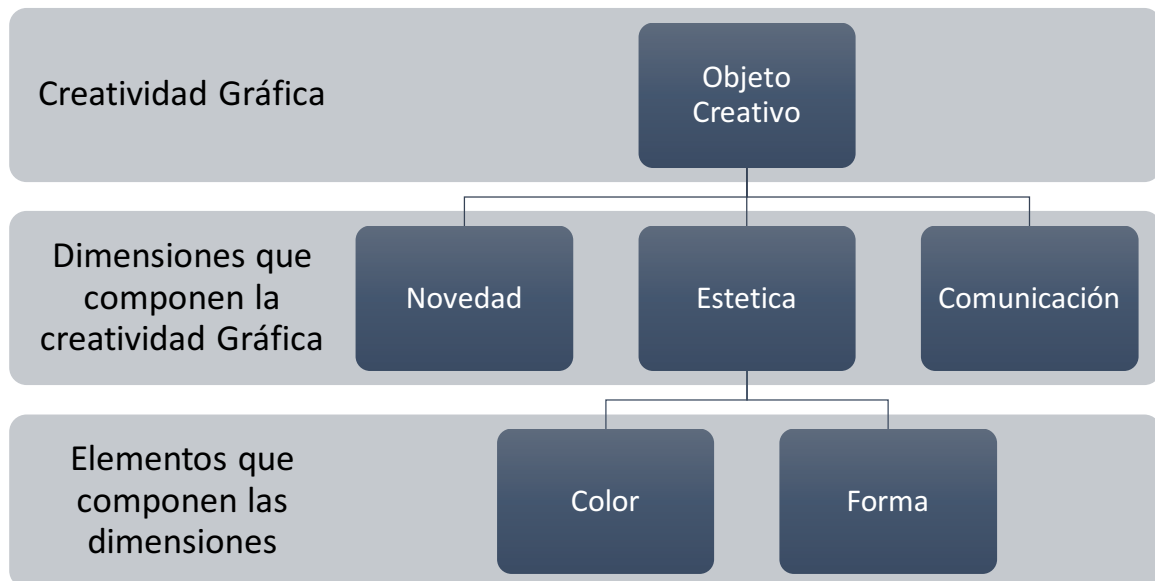 Creatividad Gráfica
Objeto
Creativo
Dimensiones que
componen la
creatividad Gráfica
Novedad
Estetica
Comunicación
Elementos que
componen las
dimensiones
Color
Forma